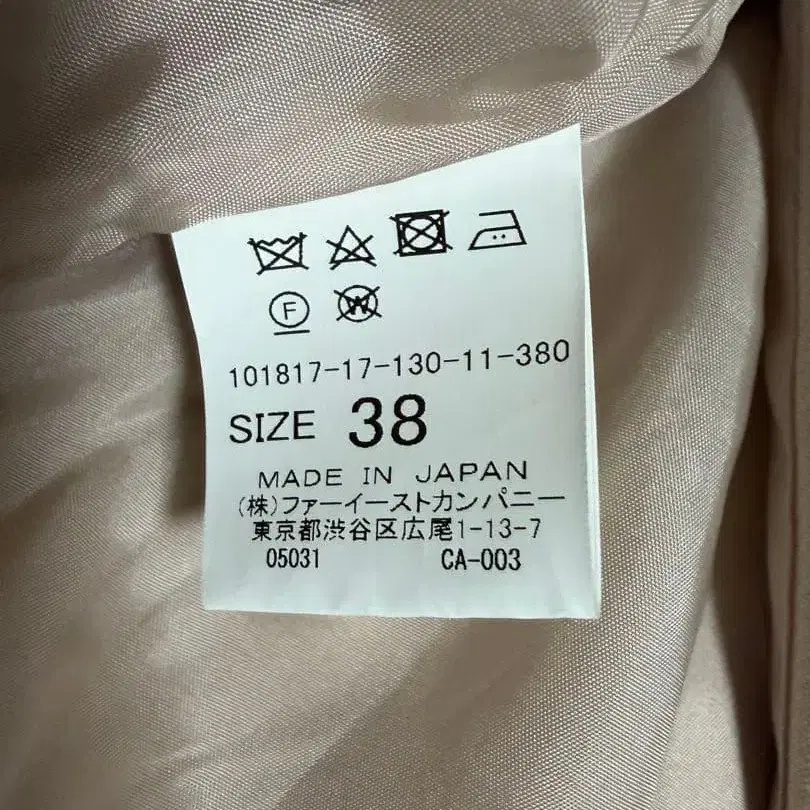 F W
101817-17-130-11-380
SIZE 38
MADE IN JAPAN
(株)ファーイーストカンパニー
東京都渋谷区広尾1-13-7
05031 CA-003